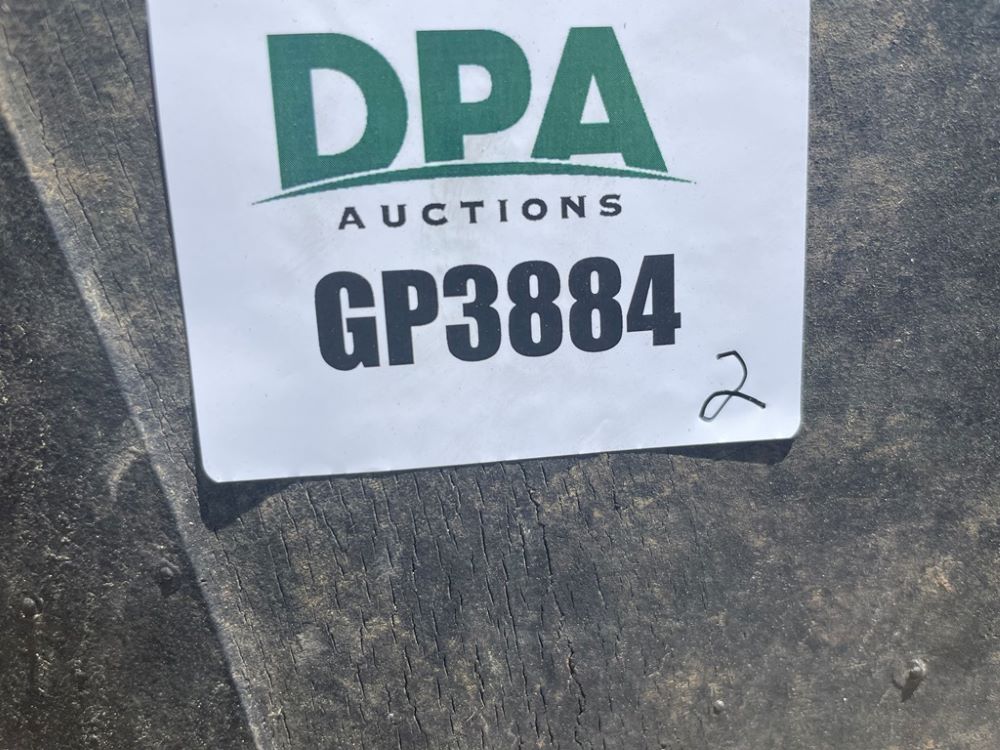 DPA
AUCTIONS
GP3884
2